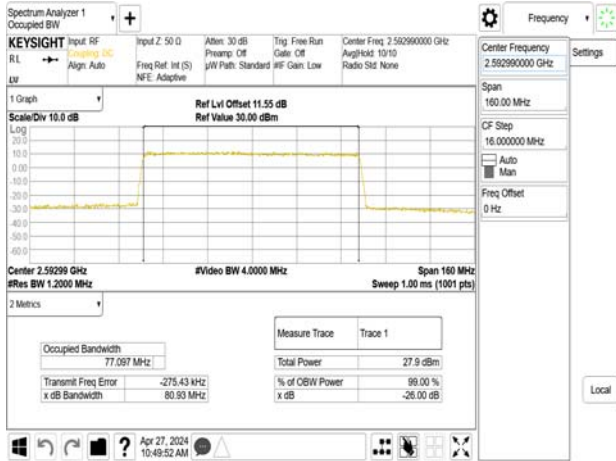 Spectrum Analyzer 1
Occupied BW
+
Frequency
KEYSIGHT
RL
LXI
Input: RF
Coupling: DC
Align: Auto
Input Z: 50 Ω
Freq Ref: Int (S)
NFE: Adaptive
Atten: 30 dB
Preamp: Off
µW Path: Standard
Trig: Free Run
Gate: Off
#IF Gain: Low
Center Freq: 2.592990000 GHz
Avg|Hold: 10/10
Radio Std: None
Center Frequency
2.592990000 GHz
Settings
Span
160.00 MHz
CF Step
16.000000 MHz
Auto
Man
Freq Offset
0 Hz
Local
1 Graph
Scale/Div 10.0 dB
Ref Lvl Offset 11.55 dB
Ref Value 30.00 dBm
Log
20.0
10.0
0.00
-10.0
-20.0
-30.0
-40.0
-50.0
-60.0
Center 2.59299 GHz
#Res BW 1.2000 MHz
#Video BW 4.0000 MHz
Span 160 MHz
Sweep 1.00 ms (1001 pts)
2 Metrics
Measure Trace Trace 1
Occupied Bandwidth
77.097 MHz
Total Power 27.9 dBm
Transmit Freq Error -275.43 kHz
% of OBW Power 99.00 %
x dB Bandwidth 80.93 MHz
x dB -26.00 dB
?
Apr 27, 2024
10:49:52 AM